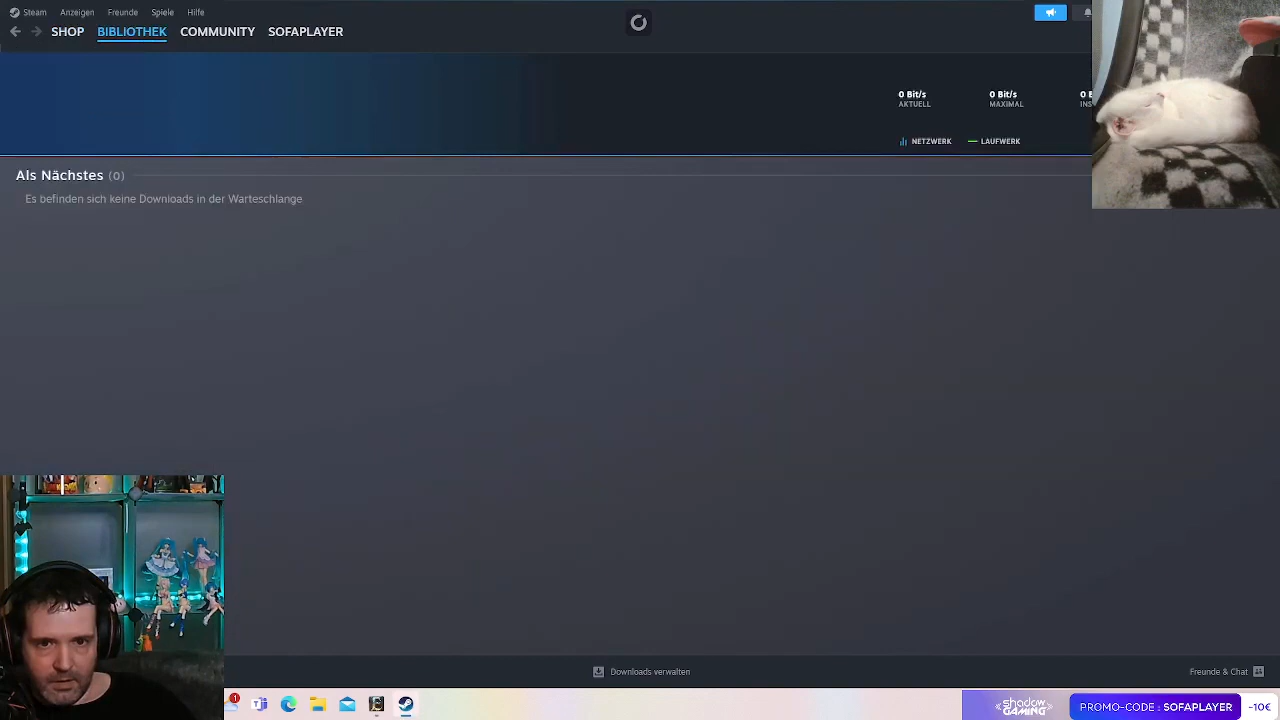 Steam Anzeigen Freunde Spiele Hilfe
SHOP BIBLIOTHEK COMMUNITY SOFAPLAYER
0 Bit/s 0 Bit/s
AKTUELL MAXIMAL
NETZWERK LAUFWERK
Als Nächstes (0)
Es befinden sich keine Downloads in der Warteschlange
Downloads verwalten Freunde & Chat
1
shadow GAMING PROMO-CODE : SOFAPLAYER -10€